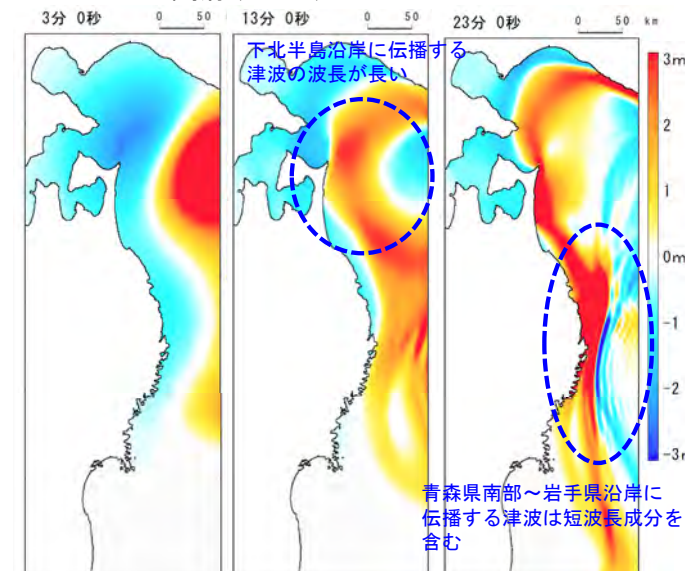 3分 0秒
0 50
13分 0秒
0 50
23分 0秒
0 50 km
下北半島沿岸に伝播する
津波の波長が長い
3m
2
1
0m
-1
-2
-3m
青森県南部～岩手県沿岸に
伝播する津波は短波長成分を
含む